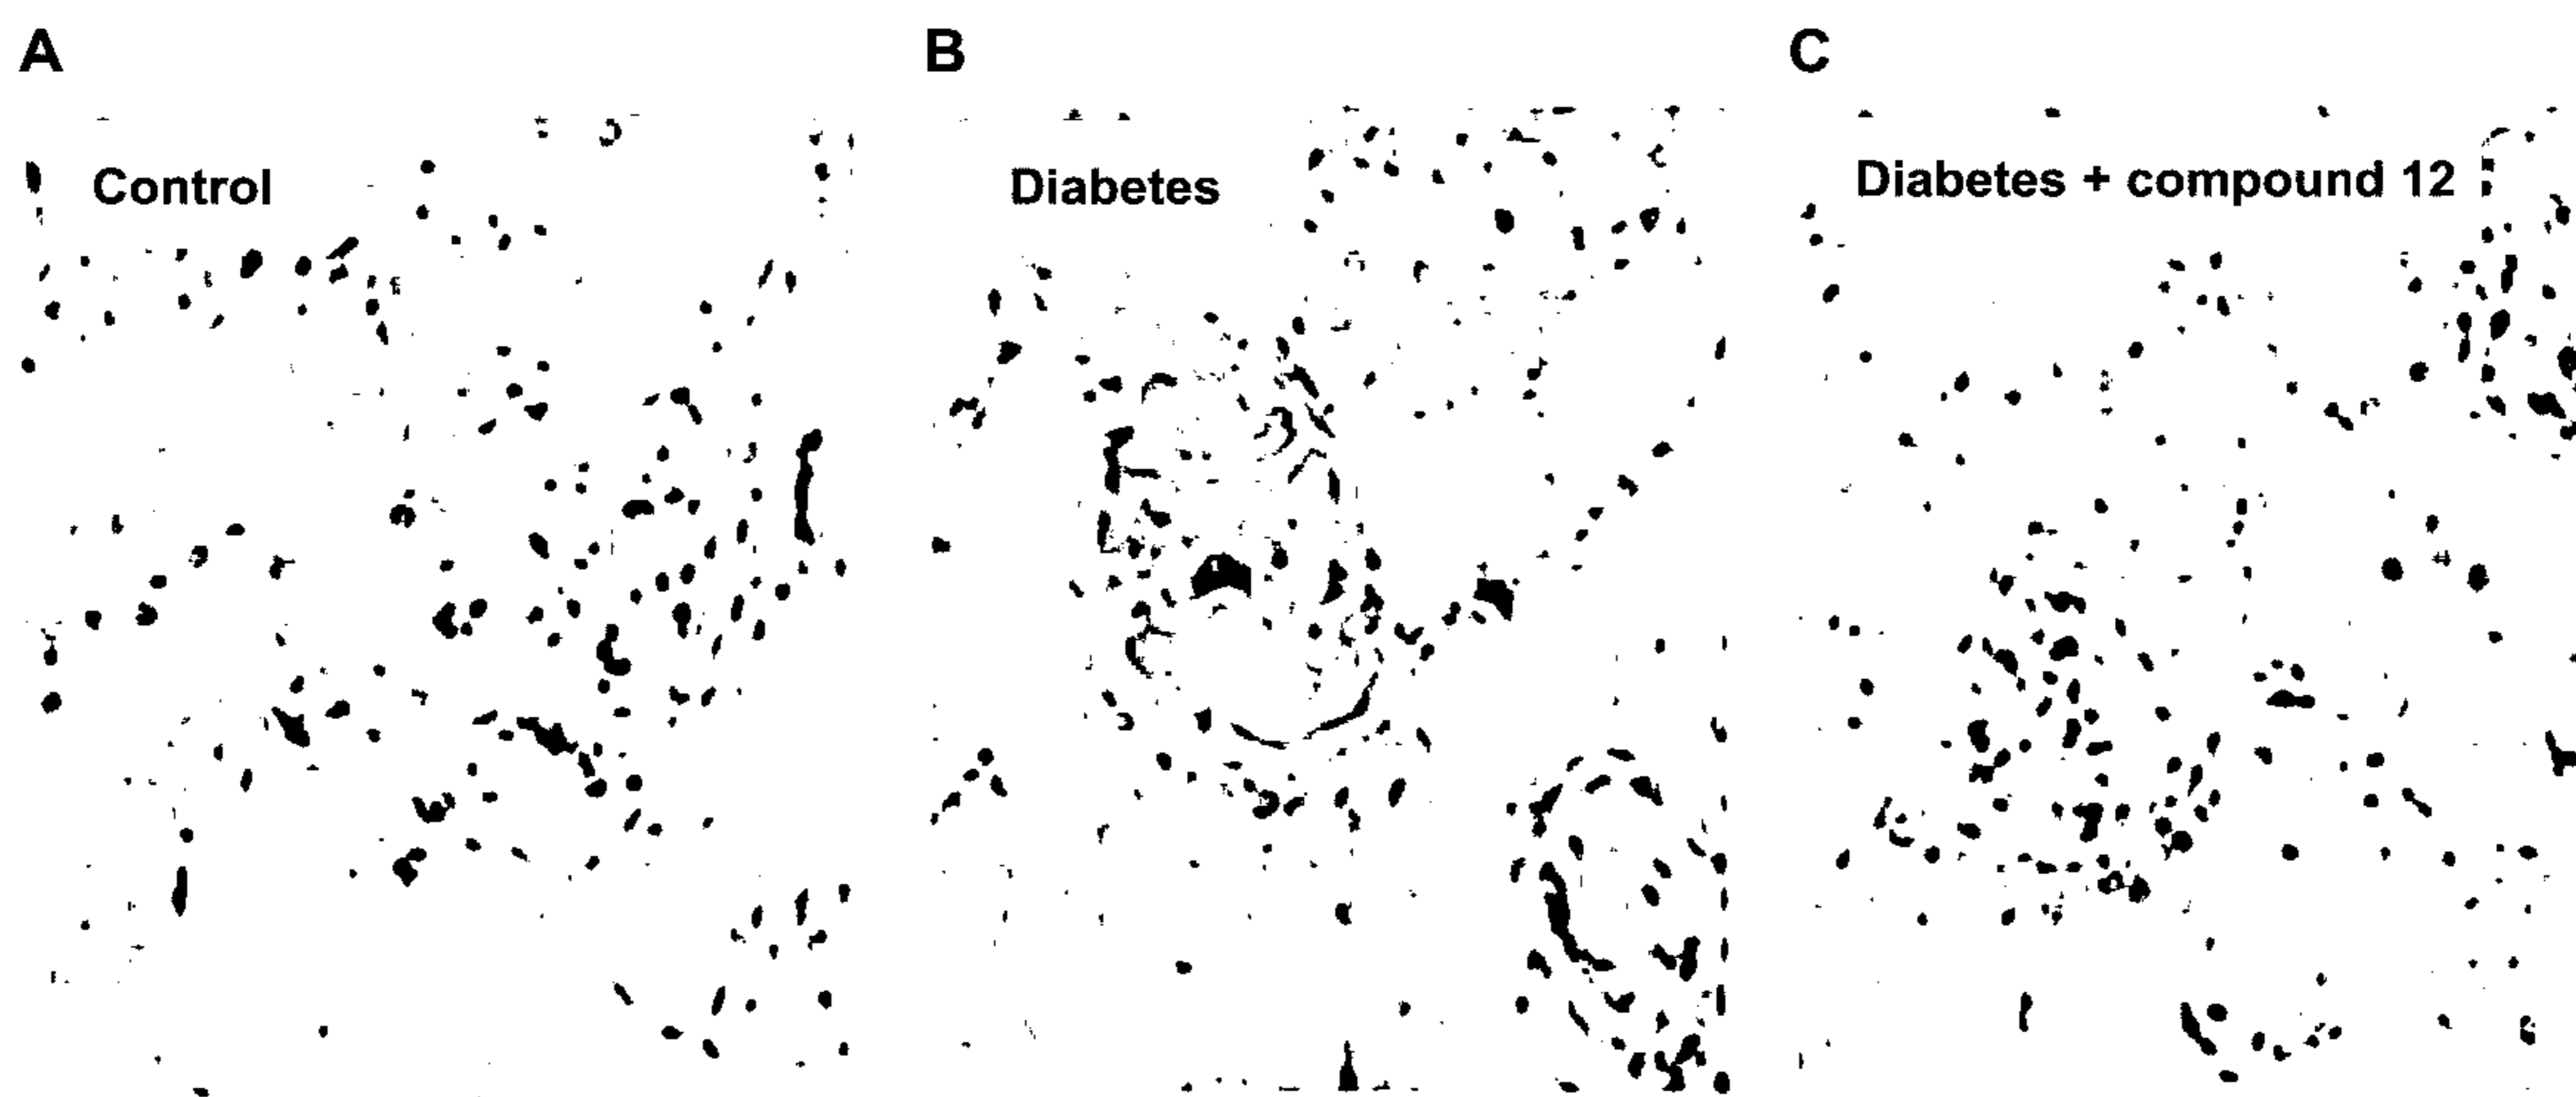 A
B
C
Control
Diabetes
Diabetes + compound 12